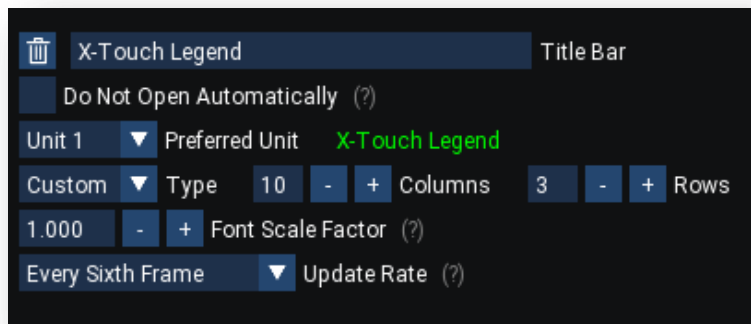 X-Touch Legend Title Bar
Do Not Open Automatically (?)
Unit 1 Preferred Unit X-Touch Legend
Custom Type 10 - + Columns 3 - + Rows
1.000 - + Font Scale Factor (?)
Every Sixth Frame Update Rate (?)